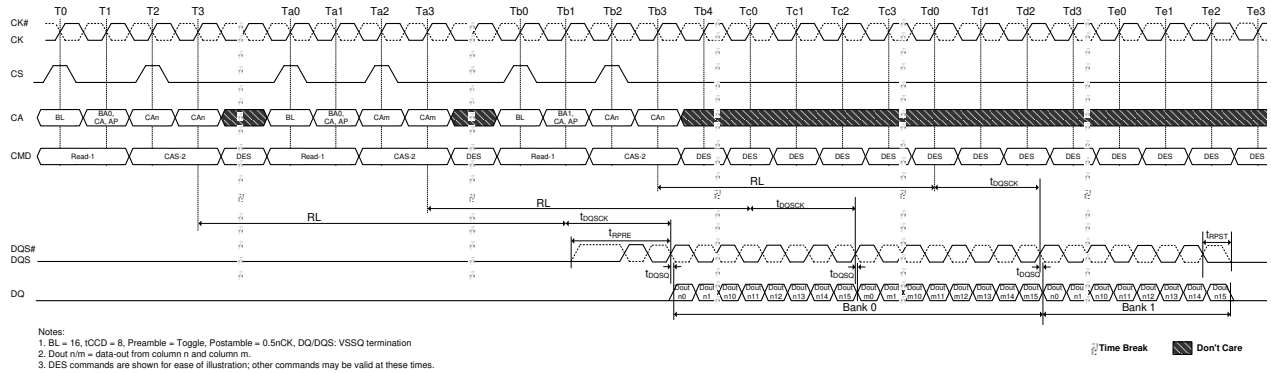 T0 T1 T2 T3 Ta0 Ta1 Ta2 Ta3 Tb0 Tb1 Tb2 Tb3 Tb4 Tc0 Tc1 Tc2 Tc3 Td0 Td1 Td2 Td3 Te0 Te1 Te2 Te3
CK#
CK
CS
CA BL BA0, CA, AP CAn CAn BL BA0, CA, AP CAm CAm BL BA1, CA, AP CAn CAn
CMD Read-1 CAS-2 DES Read-1 CAS-2 DES Read-1 CAS-2 DES DES DES DES DES DES DES DES DES DES DES DES DES
RL tDQSCK
RL tDQSCK
RL tDQSCK
tRPRE tRPST
DQS#
DQS
tDQSQ tDQSQ tDQSQ
DQ Dout n0 Dout n1 Dout n10 Dout n11 Dout n12 Dout n13 Dout n14 Dout n15 Dout m0 Dout m1 Dout m10 Dout m11 Dout m12 Dout m13 Dout m14 Dout m15 Dout n0 Dout n1 Dout n10 Dout n11 Dout n12 Dout n13 Dout n14 Dout n15
Bank 0 Bank 1
Notes:
1. BL = 16, tCCD = 8, Preamble = Toggle, Postamble = 0.5nCK, DQ/DQS: VSSQ termination
2. Dout n/m = data-out from column n and column m.
3. DES commands are shown for ease of illustration; other commands may be valid at these times.
Time Break Don't Care